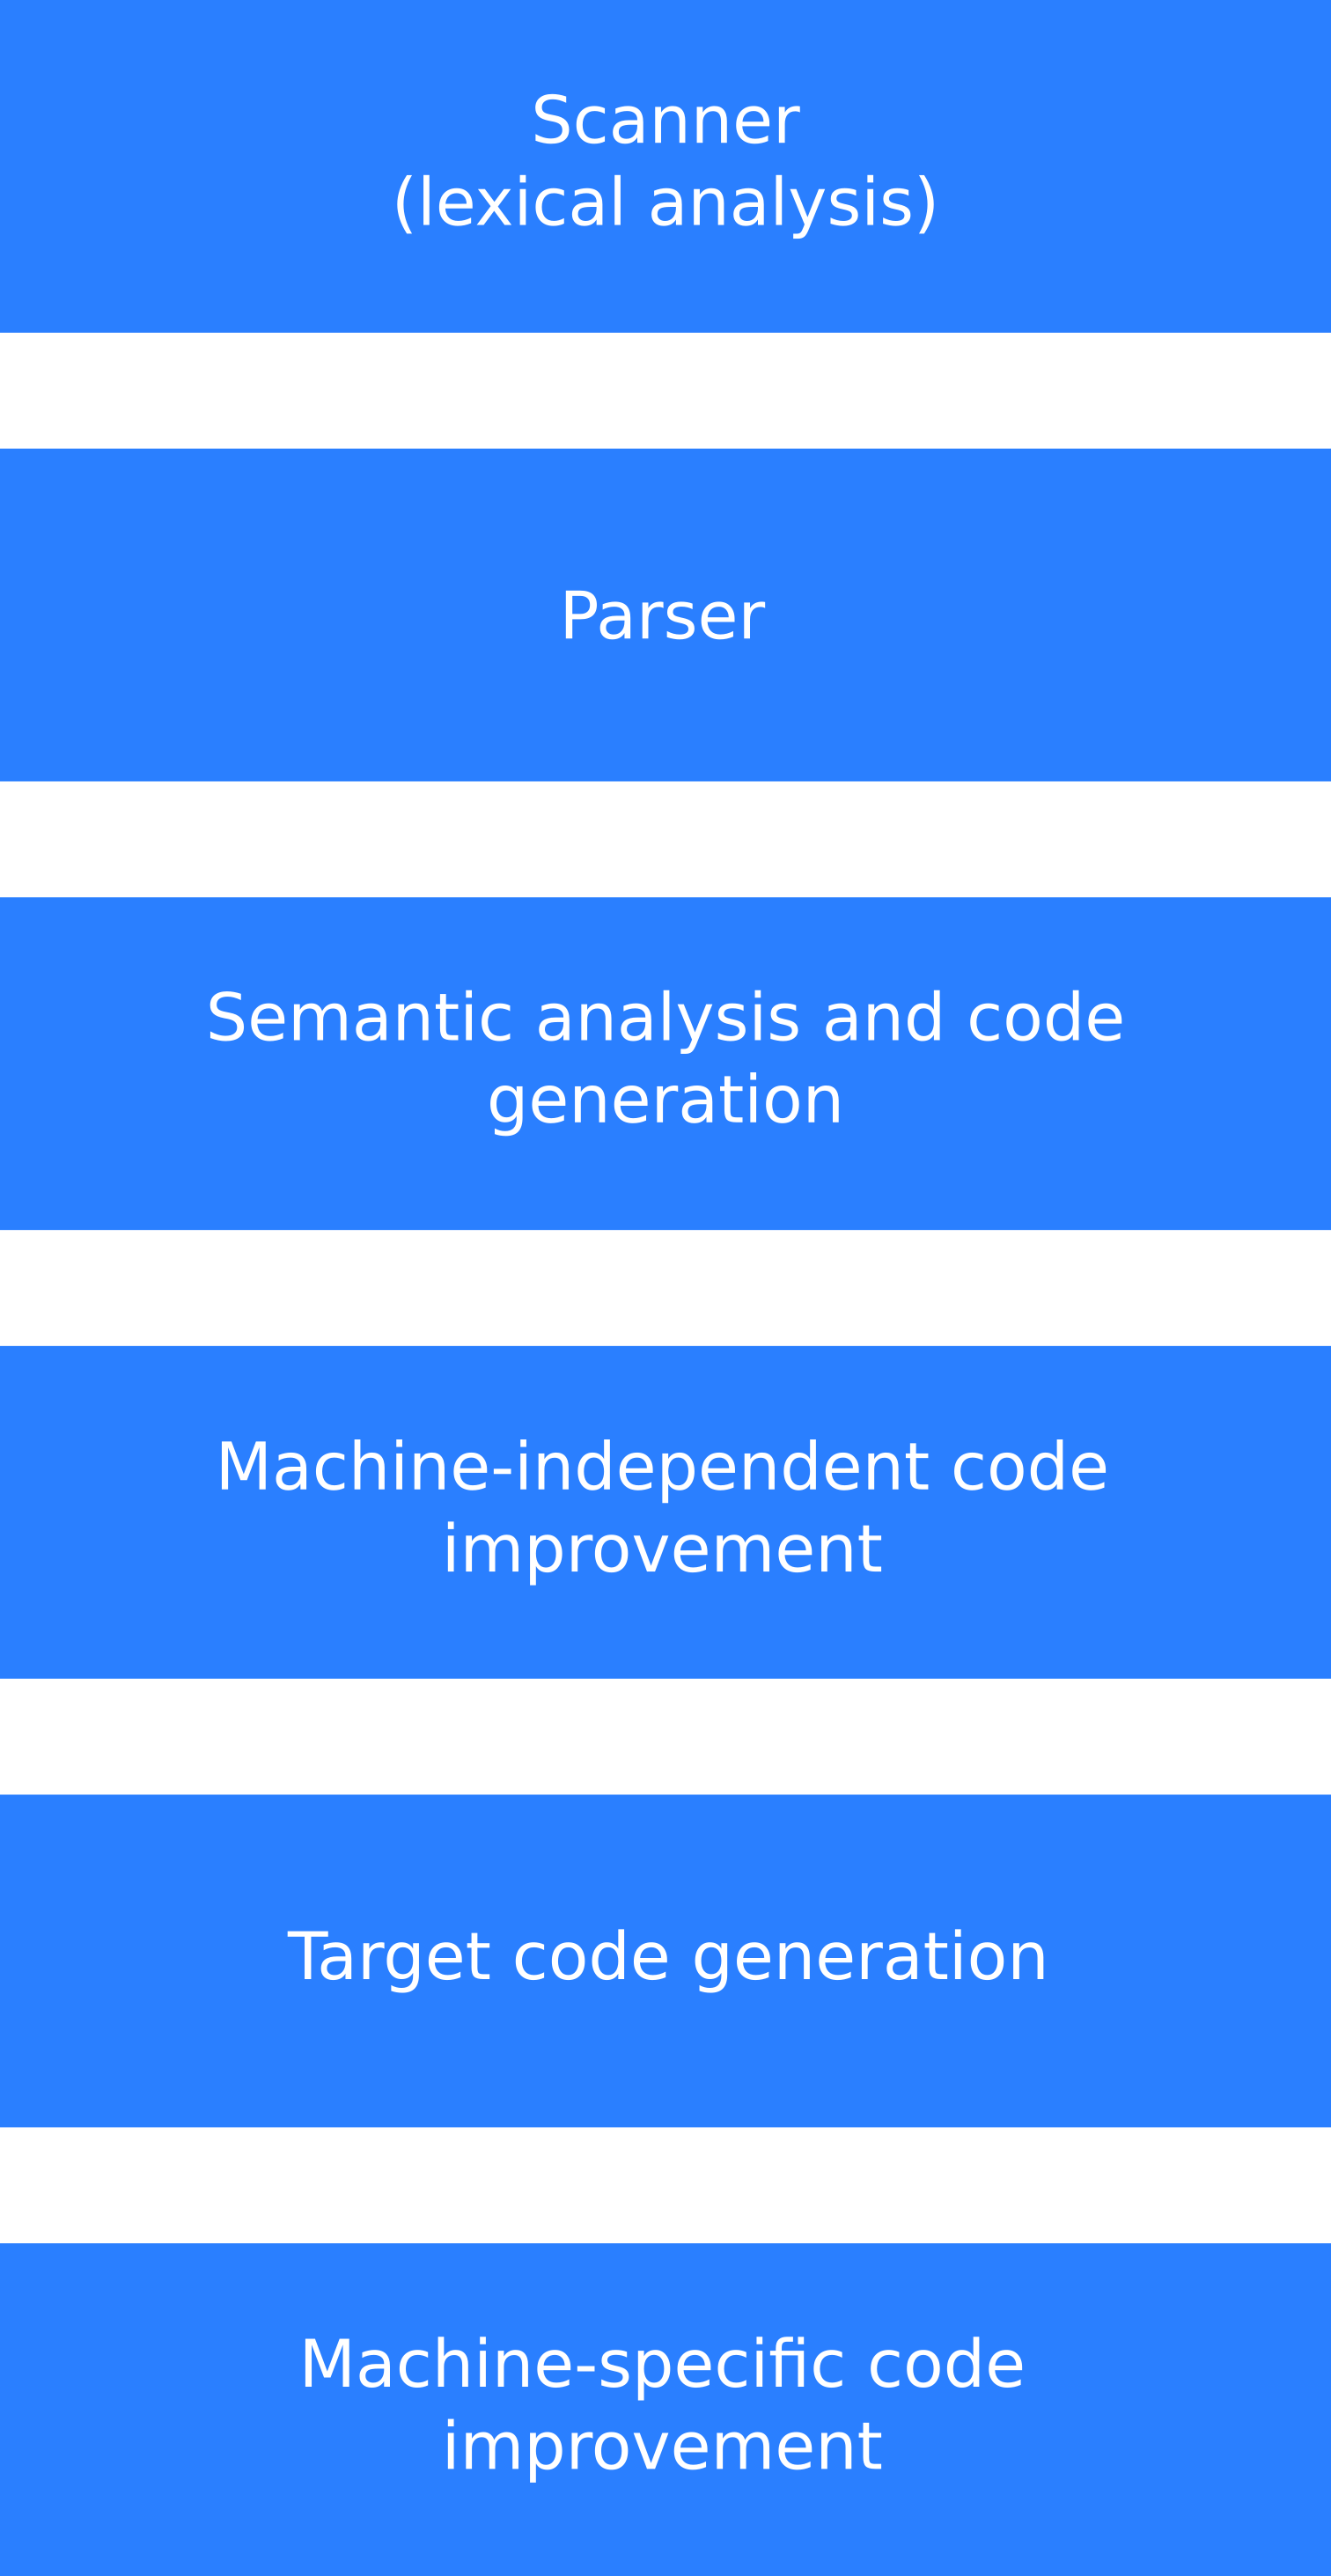 Scanner
(lexical analysis)
Parser
Semantic analysis and code
generation
Machine-independent code
improvement
Target code generation
Machine-specific code
improvement